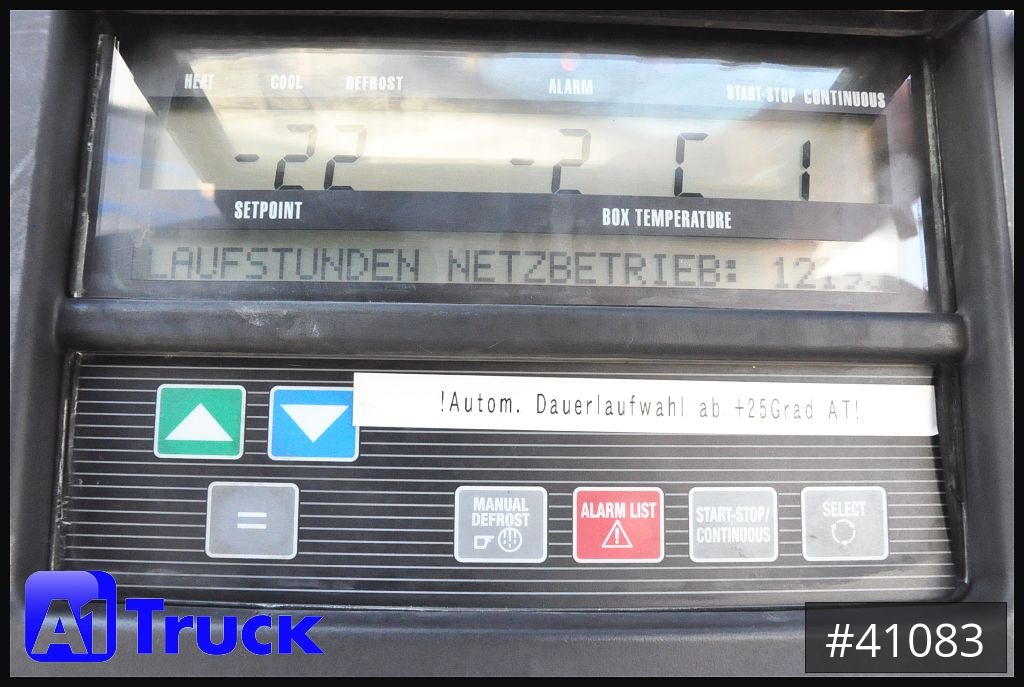 HEAT COOL DEFROST ALARM START-STOP CONTINUOUS
-22 -2 C 1
SETPOINT BOX TEMPERATURE
LAUFSTUNDEN NETZBETRIEB:
!Autom. Dauerlaufwahl ab +25Grad AT!
MANUAL
DEFROST
ALARM LIST
START-STOP/
CONTINUOUS
SELECT
A1 Truck
#41083